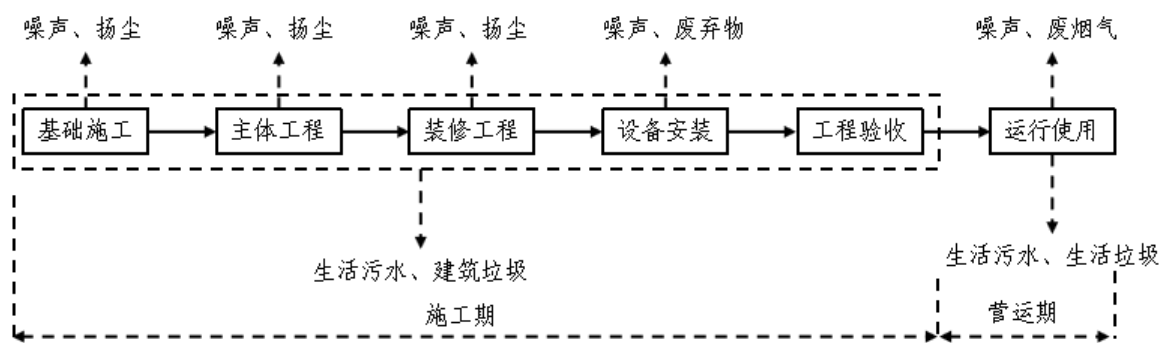 噪声、扬尘 噪声、扬尘 噪声、扬尘 噪声、废弃物 噪声、废烟气
基础施工 主体工程 装修工程 设备安装 工程验收 运行使用
生活污水、建筑垃圾 生活污水、生活垃圾
施工期 营运期